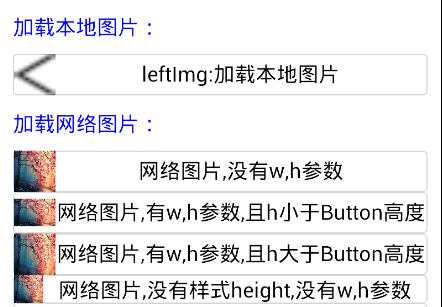 加载本地图片：
leftImg:加载本地图片
加载网络图片：
网络图片,没有w,h参数
网络图片,有w,h参数,且h小于Button高度
网络图片,有w,h参数,且h大于Button高度
网络图片,没有样式height,没有w,h参数